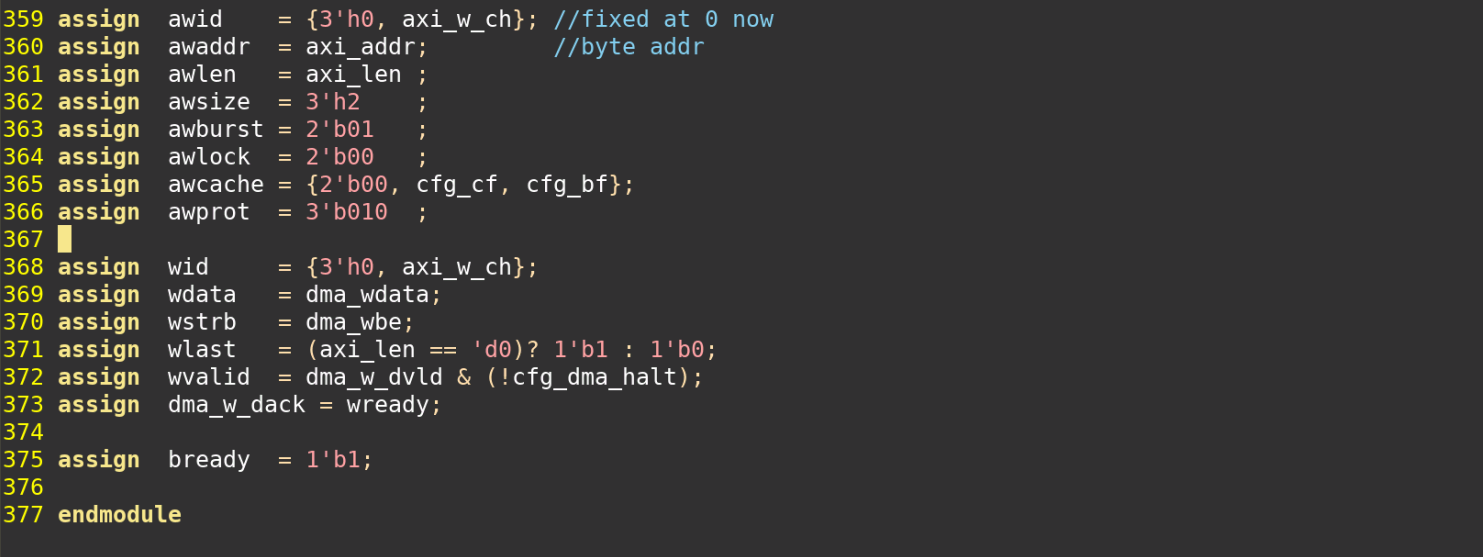 359 assign  awid    = {3'h0, axi_w_ch}; //fixed at 0 now
360 assign  awaddr  = axi_addr;         //byte addr
361 assign  awlen   = axi_len ;
362 assign  awsize  = 3'h2    ;
363 assign  awburst = 2'b01   ;
364 assign  awlock  = 2'b00   ;
365 assign  awcache = {2'b00, cfg_cf, cfg_bf};
366 assign  awprot  = 3'b010  ;
367
368 assign  wid     = {3'h0, axi_w_ch};
369 assign  wdata   = dma_wdata;
370 assign  wstrb   = dma_wbe;
371 assign  wlast   = (axi_len == 'd0)? 1'b1 : 1'b0;
372 assign  wvalid  = dma_w_dvld & (!cfg_dma_halt);
373 assign  dma_w_dack = wready;
374
375 assign  bready  = 1'b1;
376
377 endmodule